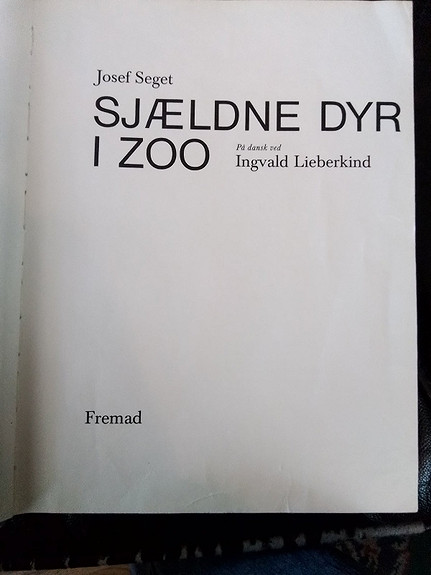 Josef Seget
SJÆLDNE DYR
I ZOO
På dansk ved
Ingvald Lieberkind
Fremad